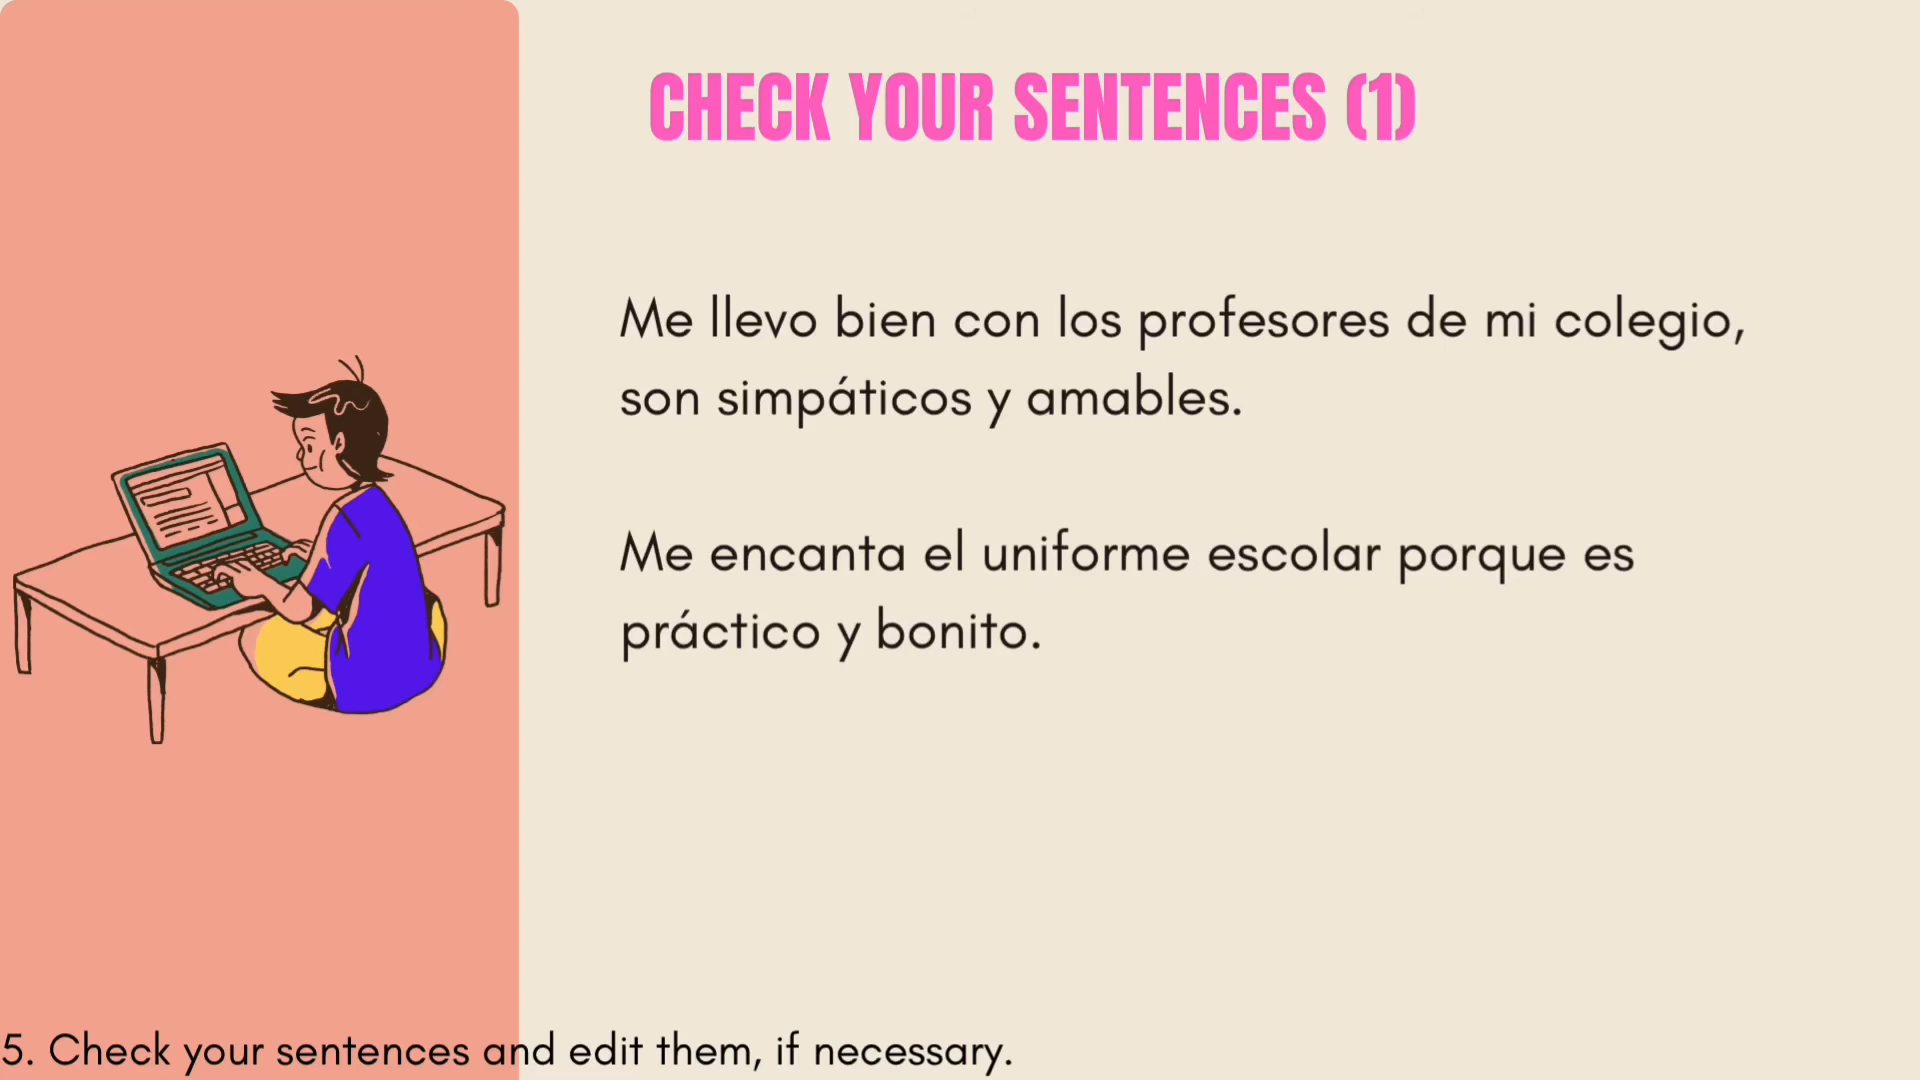 CHECK YOUR SENTENCES (1)
Me llevo bien con los profesores de mi colegio,
son simpáticos y amables.
Me encanta el uniforme escolar porque es
práctico y bonito.
5. Check your sentences and edit them, if necessary.